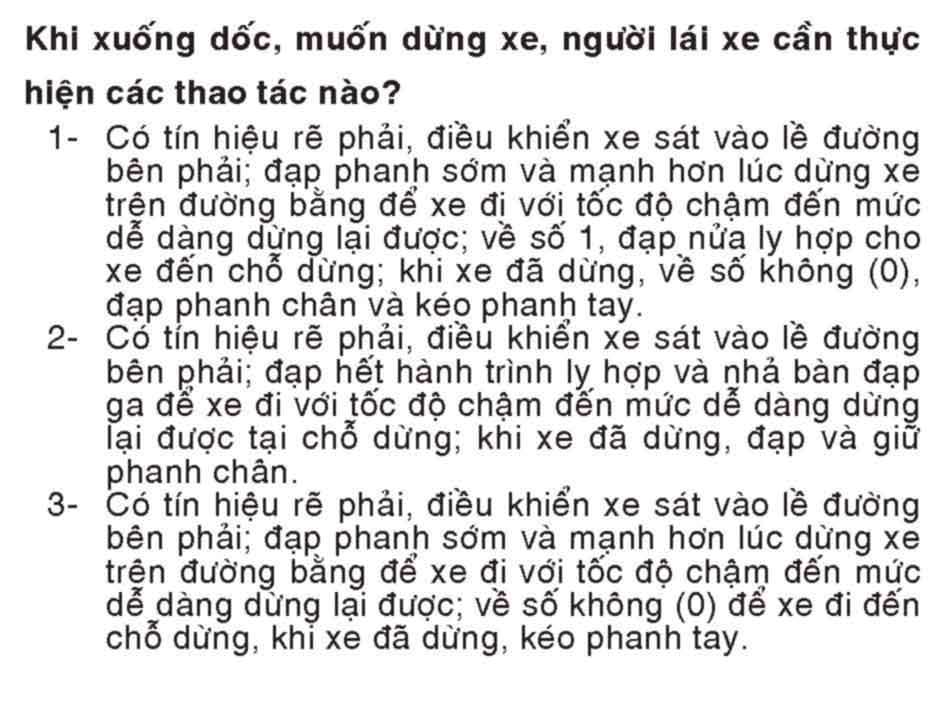 Khi xuống dốc, muốn dừng xe, người lái xe cần thực
hiện các thao tác nào?
1- Có tín hiệu rẽ phải, điều khiển xe sát vào lề đường
bên phải; đạp phanh sớm và mạnh hơn lúc dừng xe
trên đường bằng để xe đi với tốc độ chậm đến mức
dễ dàng dừng lại được; về số 1, đạp nửa ly hợp cho
xe đến chỗ dừng; khi xe đã dừng, về số không (0),
đạp phanh chân và kéo phanh tay.
2- Có tín hiệu rẽ phải, điều khiển xe sát vào lề đường
bên phải; đạp hết hành trình ly hợp và nhả bàn đạp
ga để xe đi với tốc độ chậm đến mức dễ dàng dừng
lại được tại chỗ dừng; khi xe đã dừng, đạp và giữ
phanh chân.
3- Có tín hiệu rẽ phải, điều khiển xe sát vào lề đường
bên phải; đạp phanh sớm và mạnh hơn lúc dừng xe
trên đường bằng để xe đi với tốc độ chậm đến mức
dễ dàng dừng lại được; về số không (0) để xe đi đến
chỗ dừng, khi xe đã dừng, kéo phanh tay.